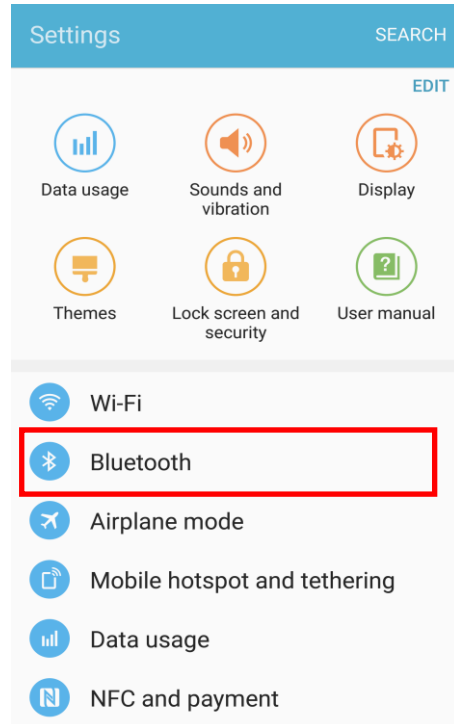 Settings SEARCH
EDIT
Data usage
Sounds and
vibration
Display
Themes
Lock screen and
security
User manual
Wi-Fi
Bluetooth
Airplane mode
Mobile hotspot and tethering
Data usage
NFC and payment